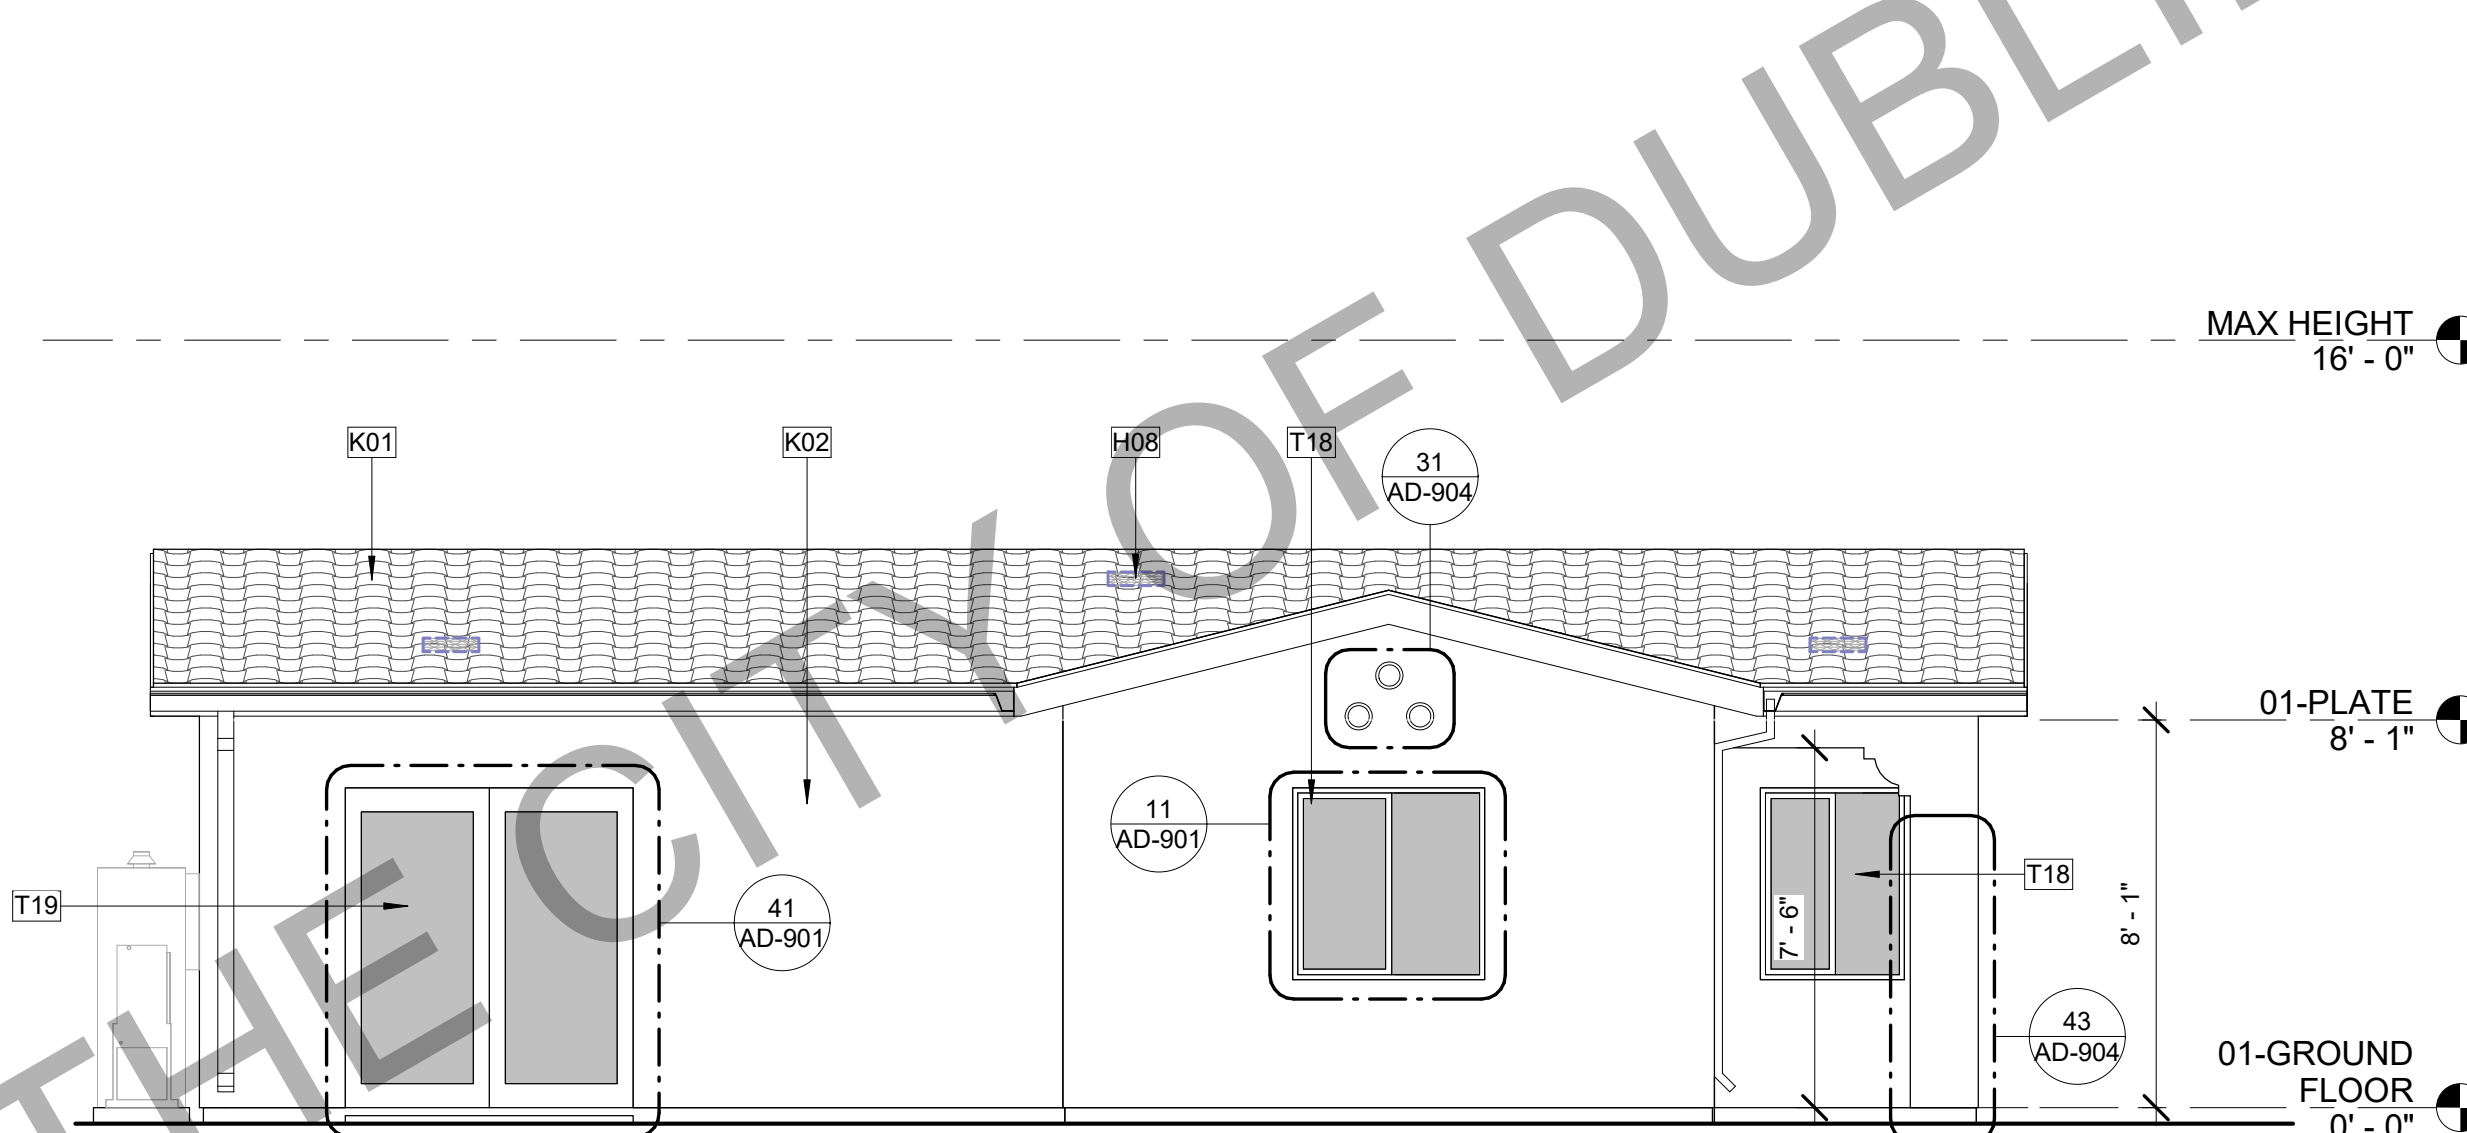 THE CITY OF DUBLI
MAX HEIGHT
16' - 0"
K01
K02
H08
T18
31
AD-904
01-PLATE
8' - 1"
11
AD-901
T19
41
AD-901
T18
7' - 6"
8' - 1"
43
AD-904
01-GROUND
FLOOR
0' - 0"